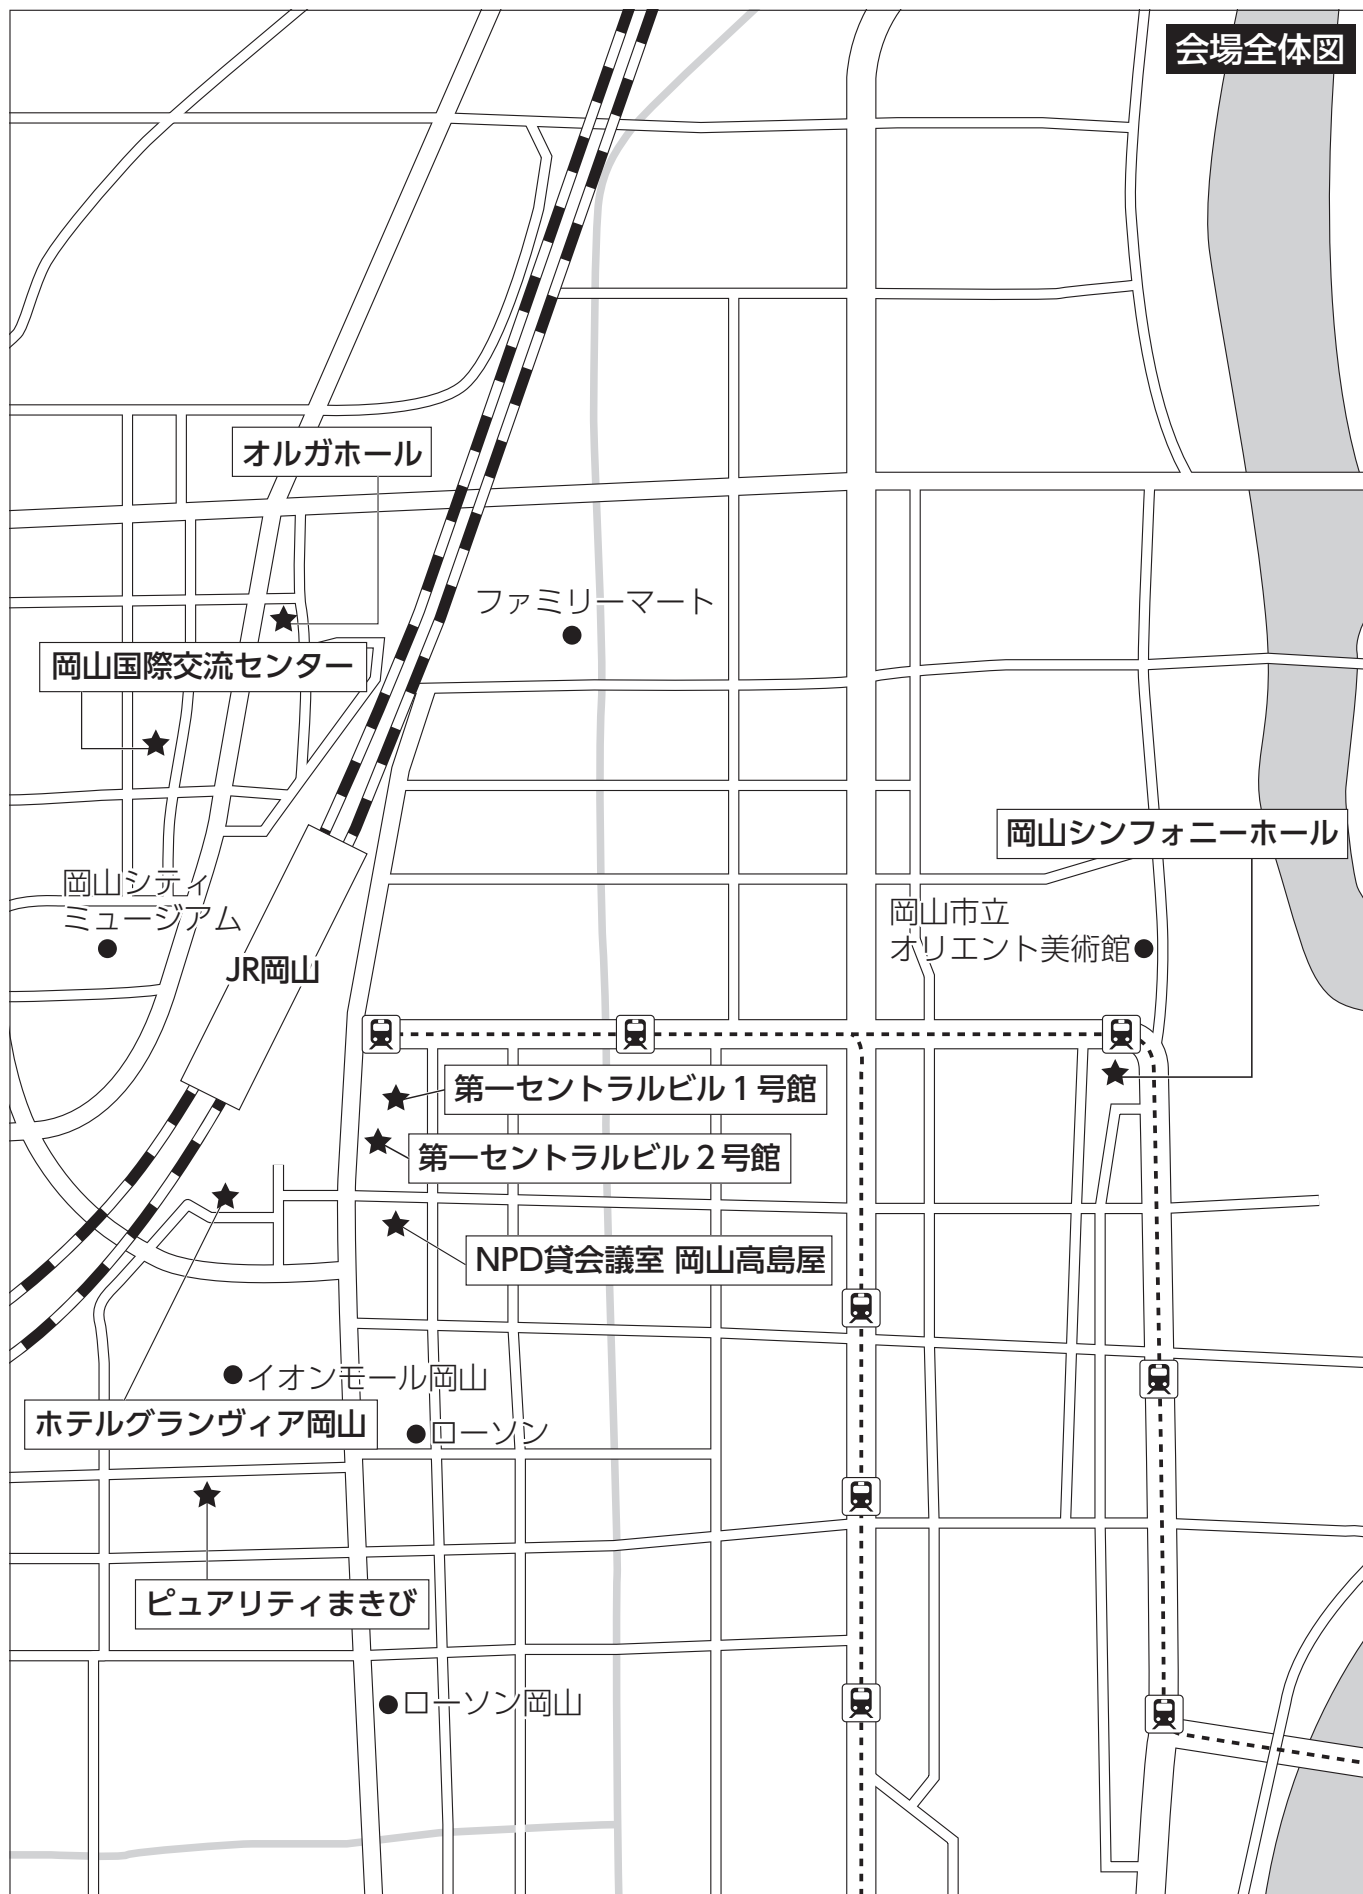 会場全体図
オルガホール
ファミリーマート
岡山国際交流センター
岡山シンフォニーホール
岡山シティ
ミュージアム
岡山市立
オリエント美術館
JR岡山
第一セントラルビル1号館
第一セントラルビル2号館
NPD貸会議室 岡山高島屋
イオンモール岡山
ホテルグランヴィア岡山
ローソン
ピュアリティまきび
ローソン岡山